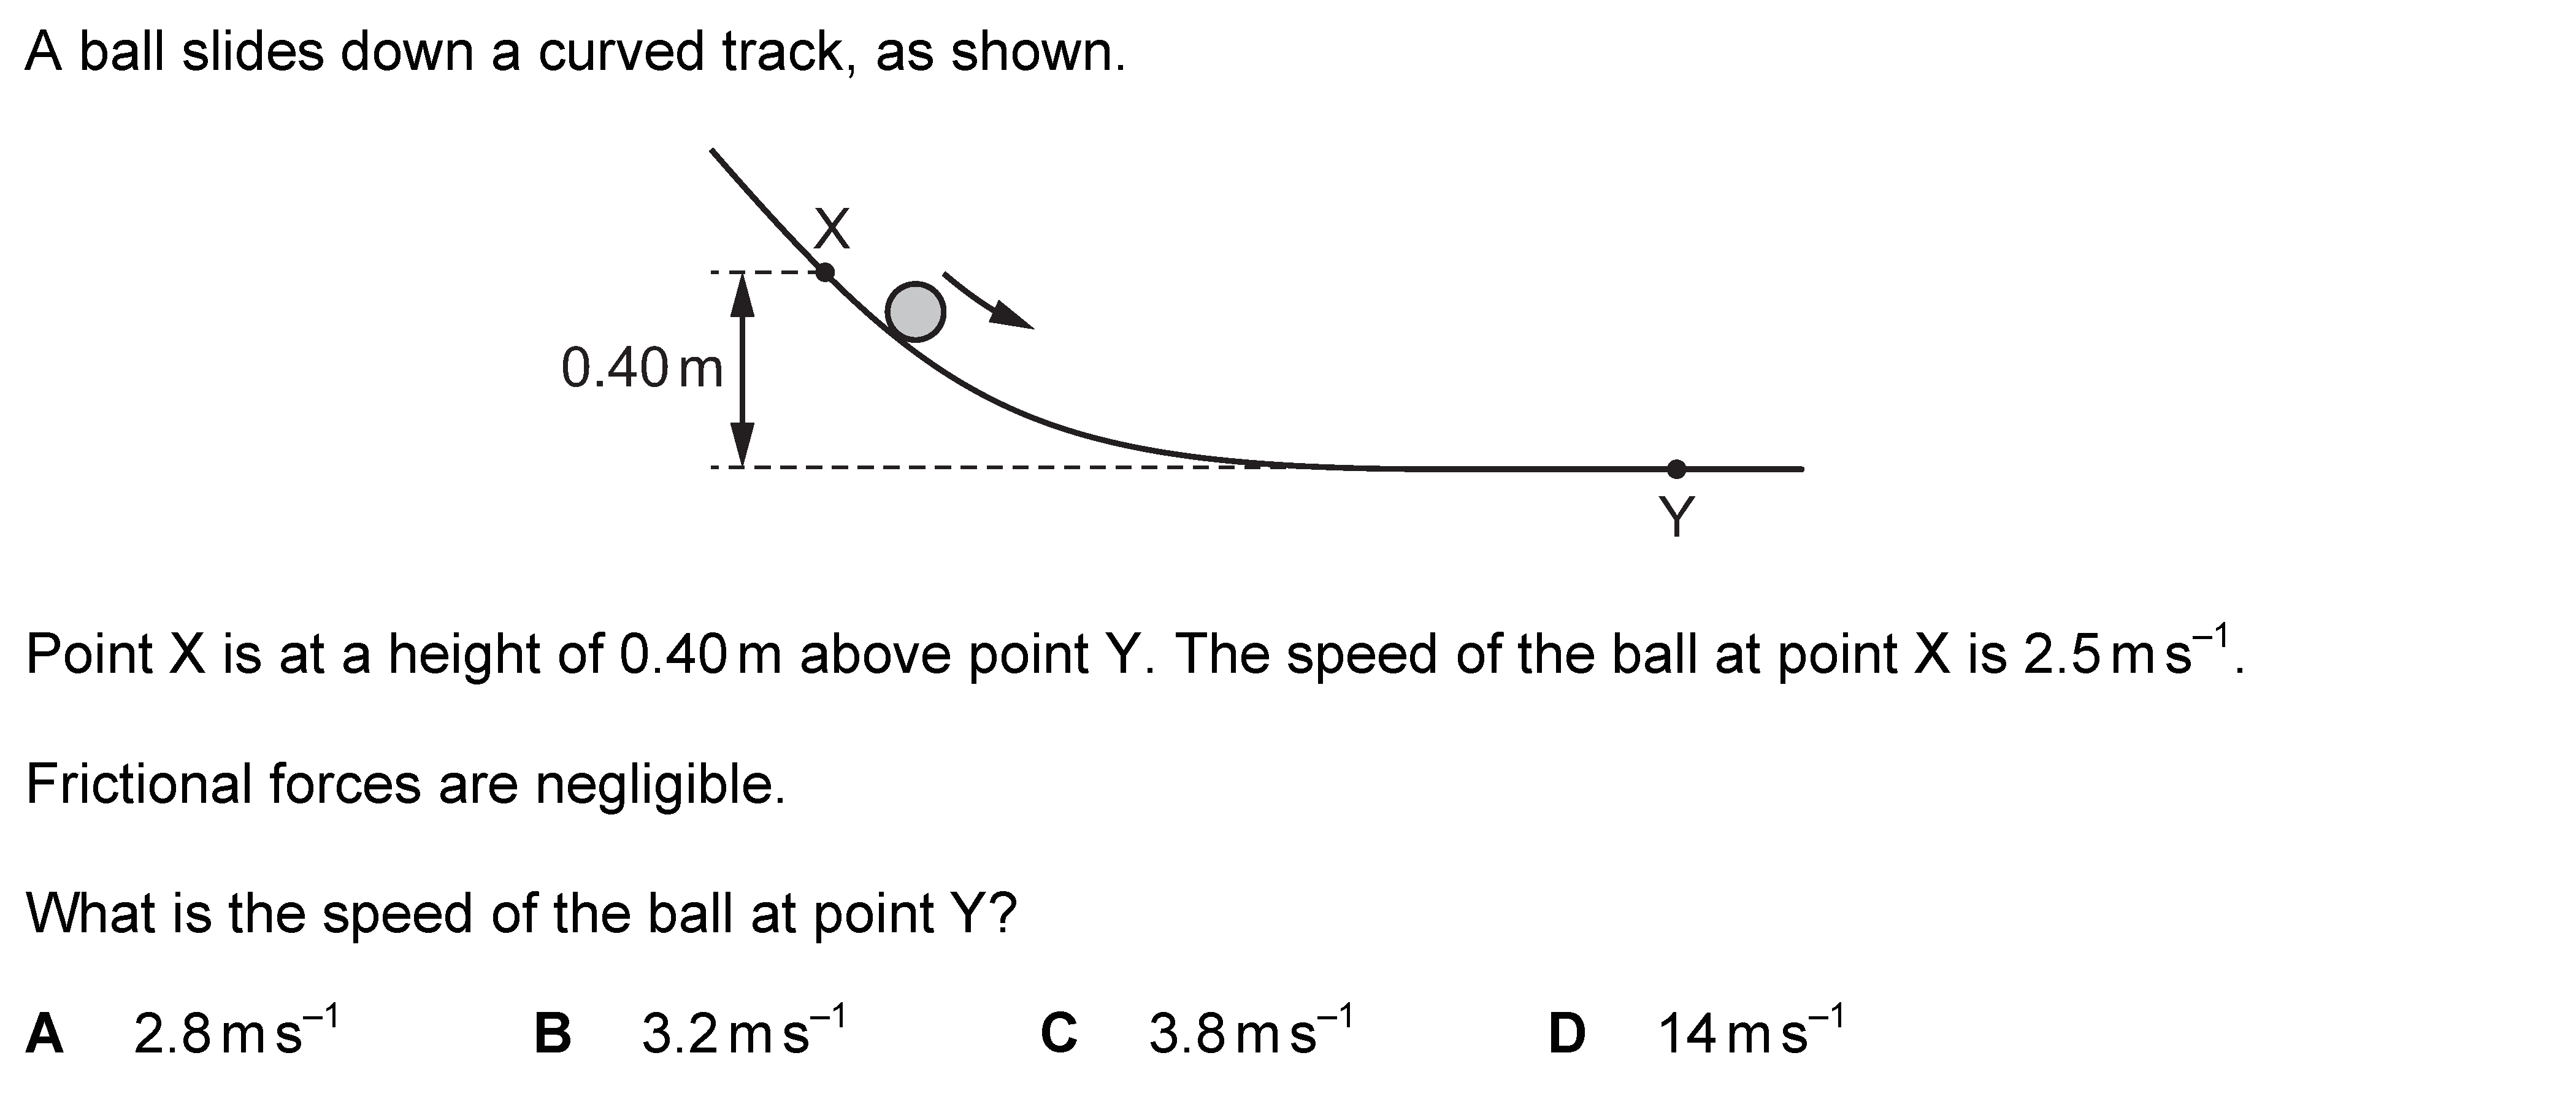 A ball slides down a curved track, as shown.
X
0.40 m
Y
Point X is at a height of 0.40 m above point Y. The speed of the ball at point X is 2.5 m s⁻¹.
Frictional forces are negligible.
What is the speed of the ball at point Y?
A 2.8 m s⁻¹ B 3.2 m s⁻¹ C 3.8 m s⁻¹ D 14 m s⁻¹